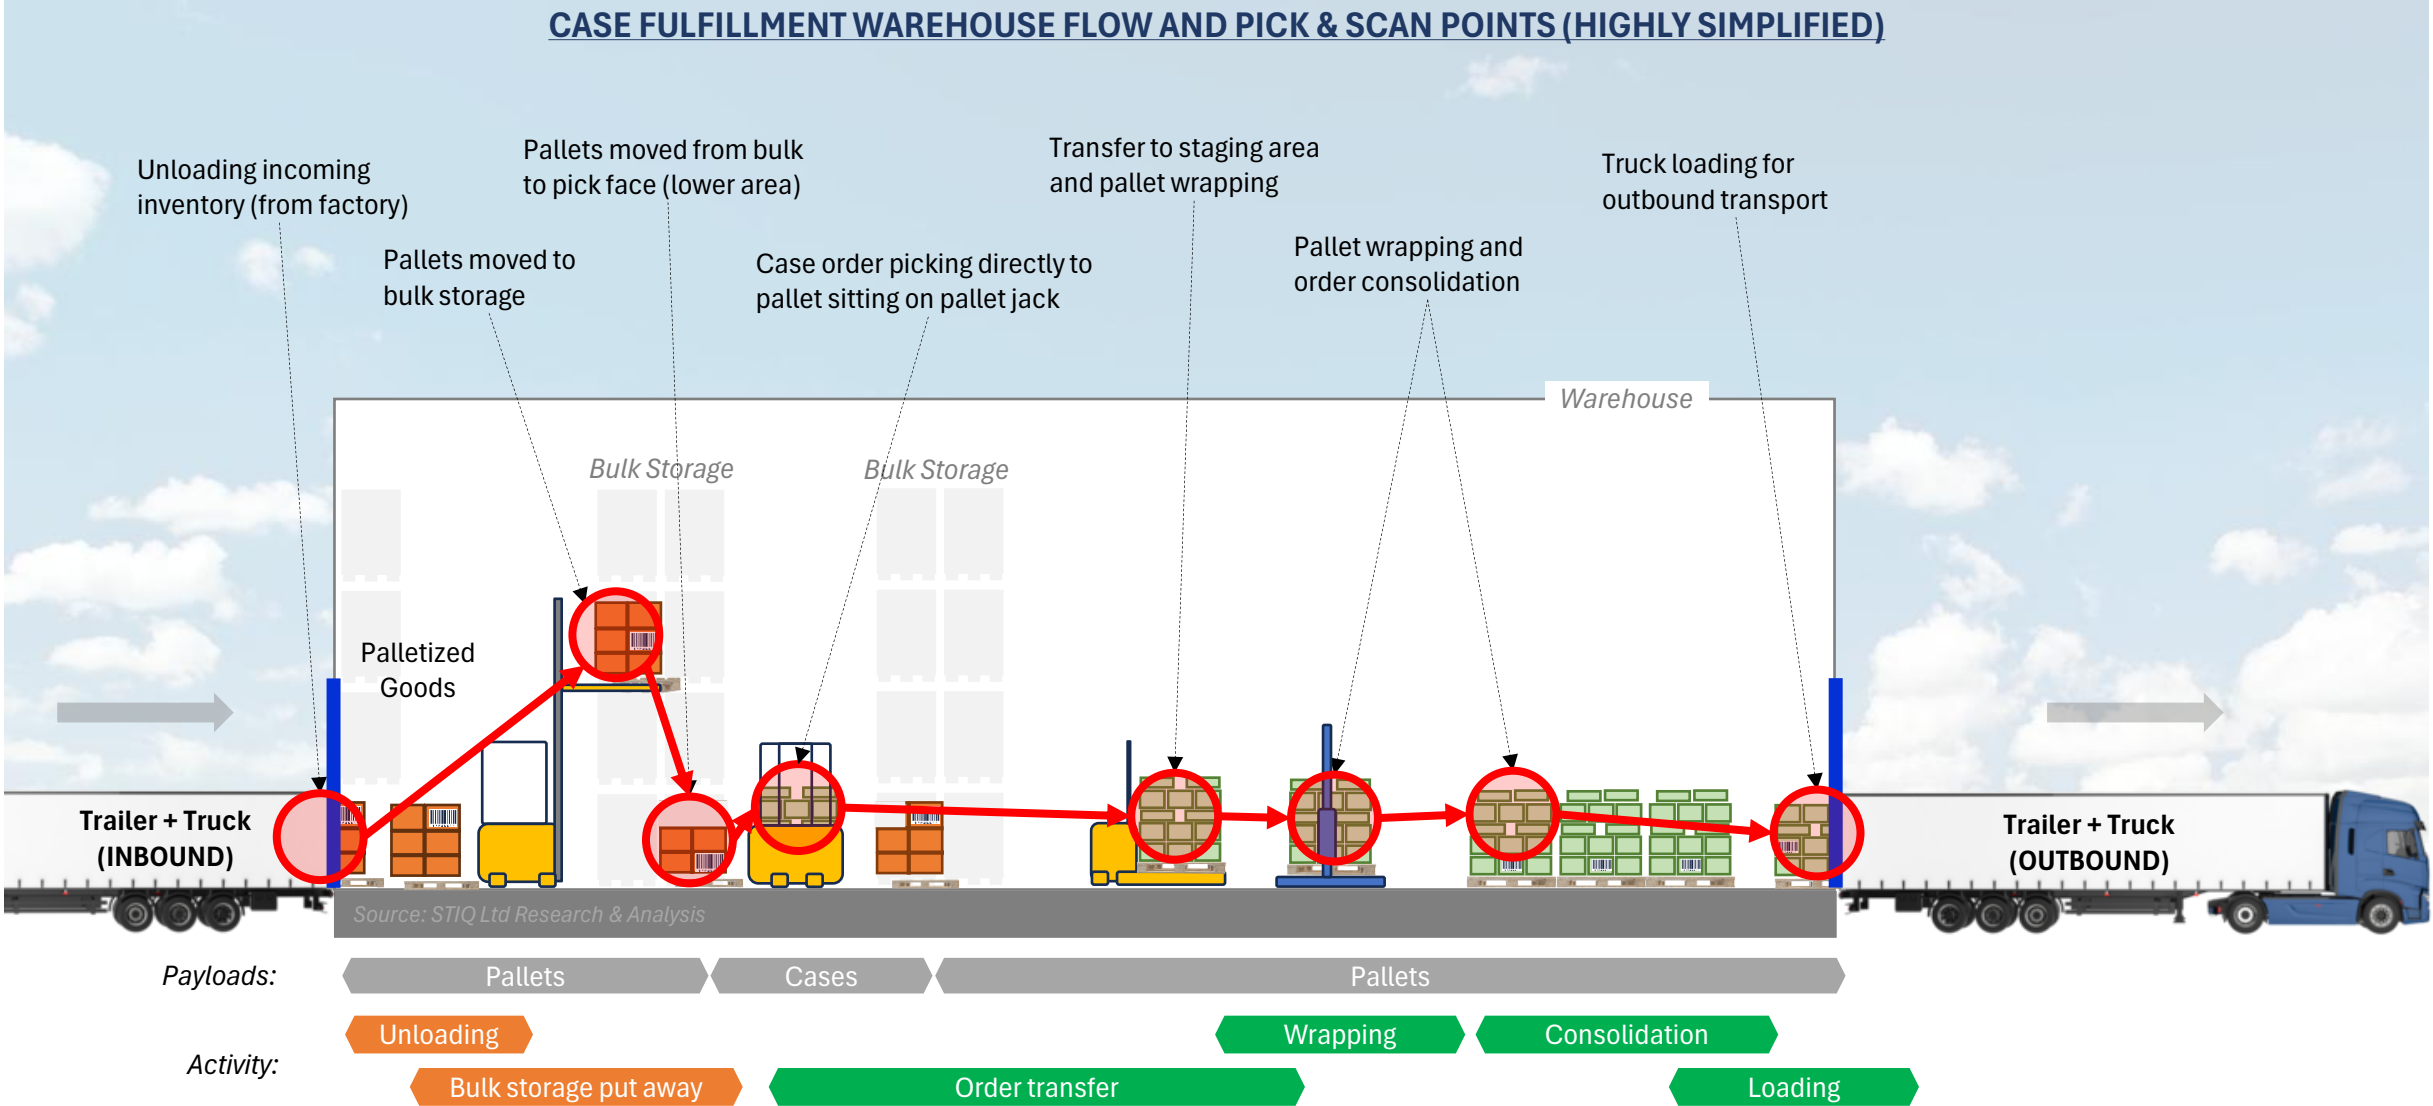 CASE FULFILLMENT WAREHOUSE FLOW AND PICK & SCAN POINTS (HIGHLY SIMPLIFIED)
Unloading incoming
inventory (from factory)
Pallets moved to
bulk storage
Pallets moved from bulk
to pick face (lower area)
Case order picking directly to
pallet sitting on pallet jack
Transfer to staging area
and pallet wrapping
Pallet wrapping and
order consolidation
Truck loading for
outbound transport
Warehouse
Bulk Storage
Bulk Storage
Palletized
Goods
Trailer + Truck
(INBOUND)
Trailer + Truck
(OUTBOUND)
Source: STIQ Ltd Research & Analysis
Payloads:
Pallets
Cases
Pallets
Activity:
Unloading
Wrapping
Consolidation
Bulk storage put away
Order transfer
Loading